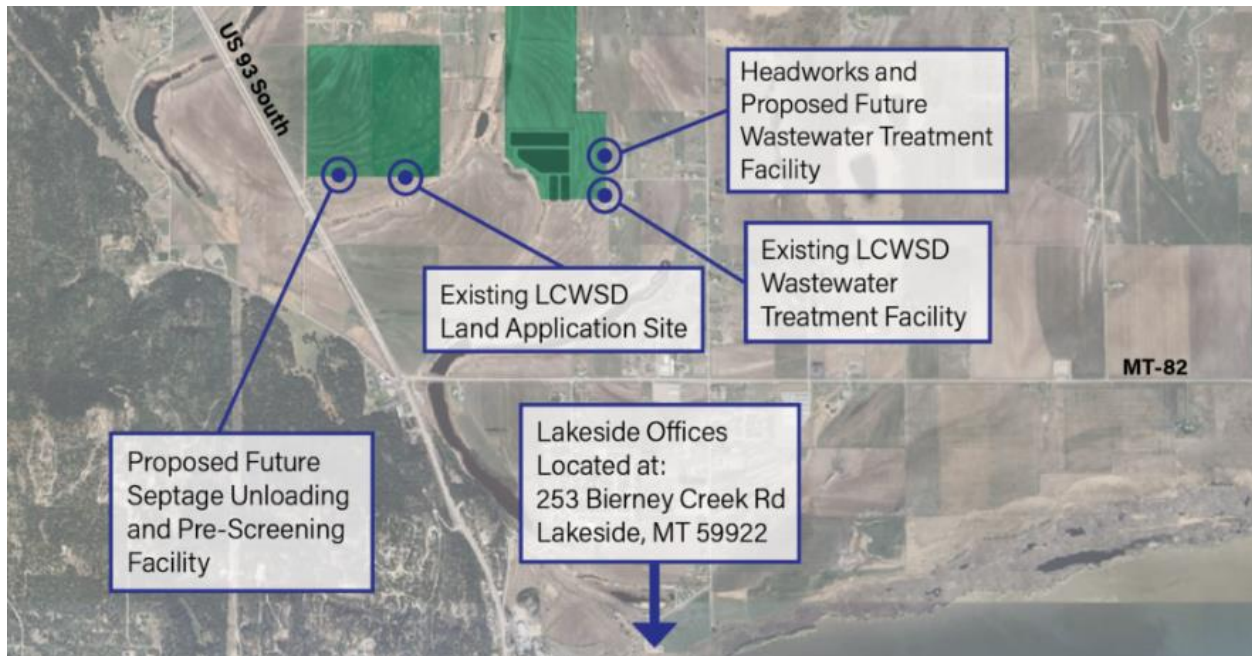 US 93 South
Headworks and
Proposed Future
Wastewater Treatment
Facility
Existing LCWSD
Land Application Site
Existing LCWSD
Wastewater
Treatment Facility
MT-82
Proposed Future
Septage Unloading
and Pre-Screening
Facility
Lakeside Offices
Located at:
253 Bierney Creek Rd
Lakeside, MT 59922